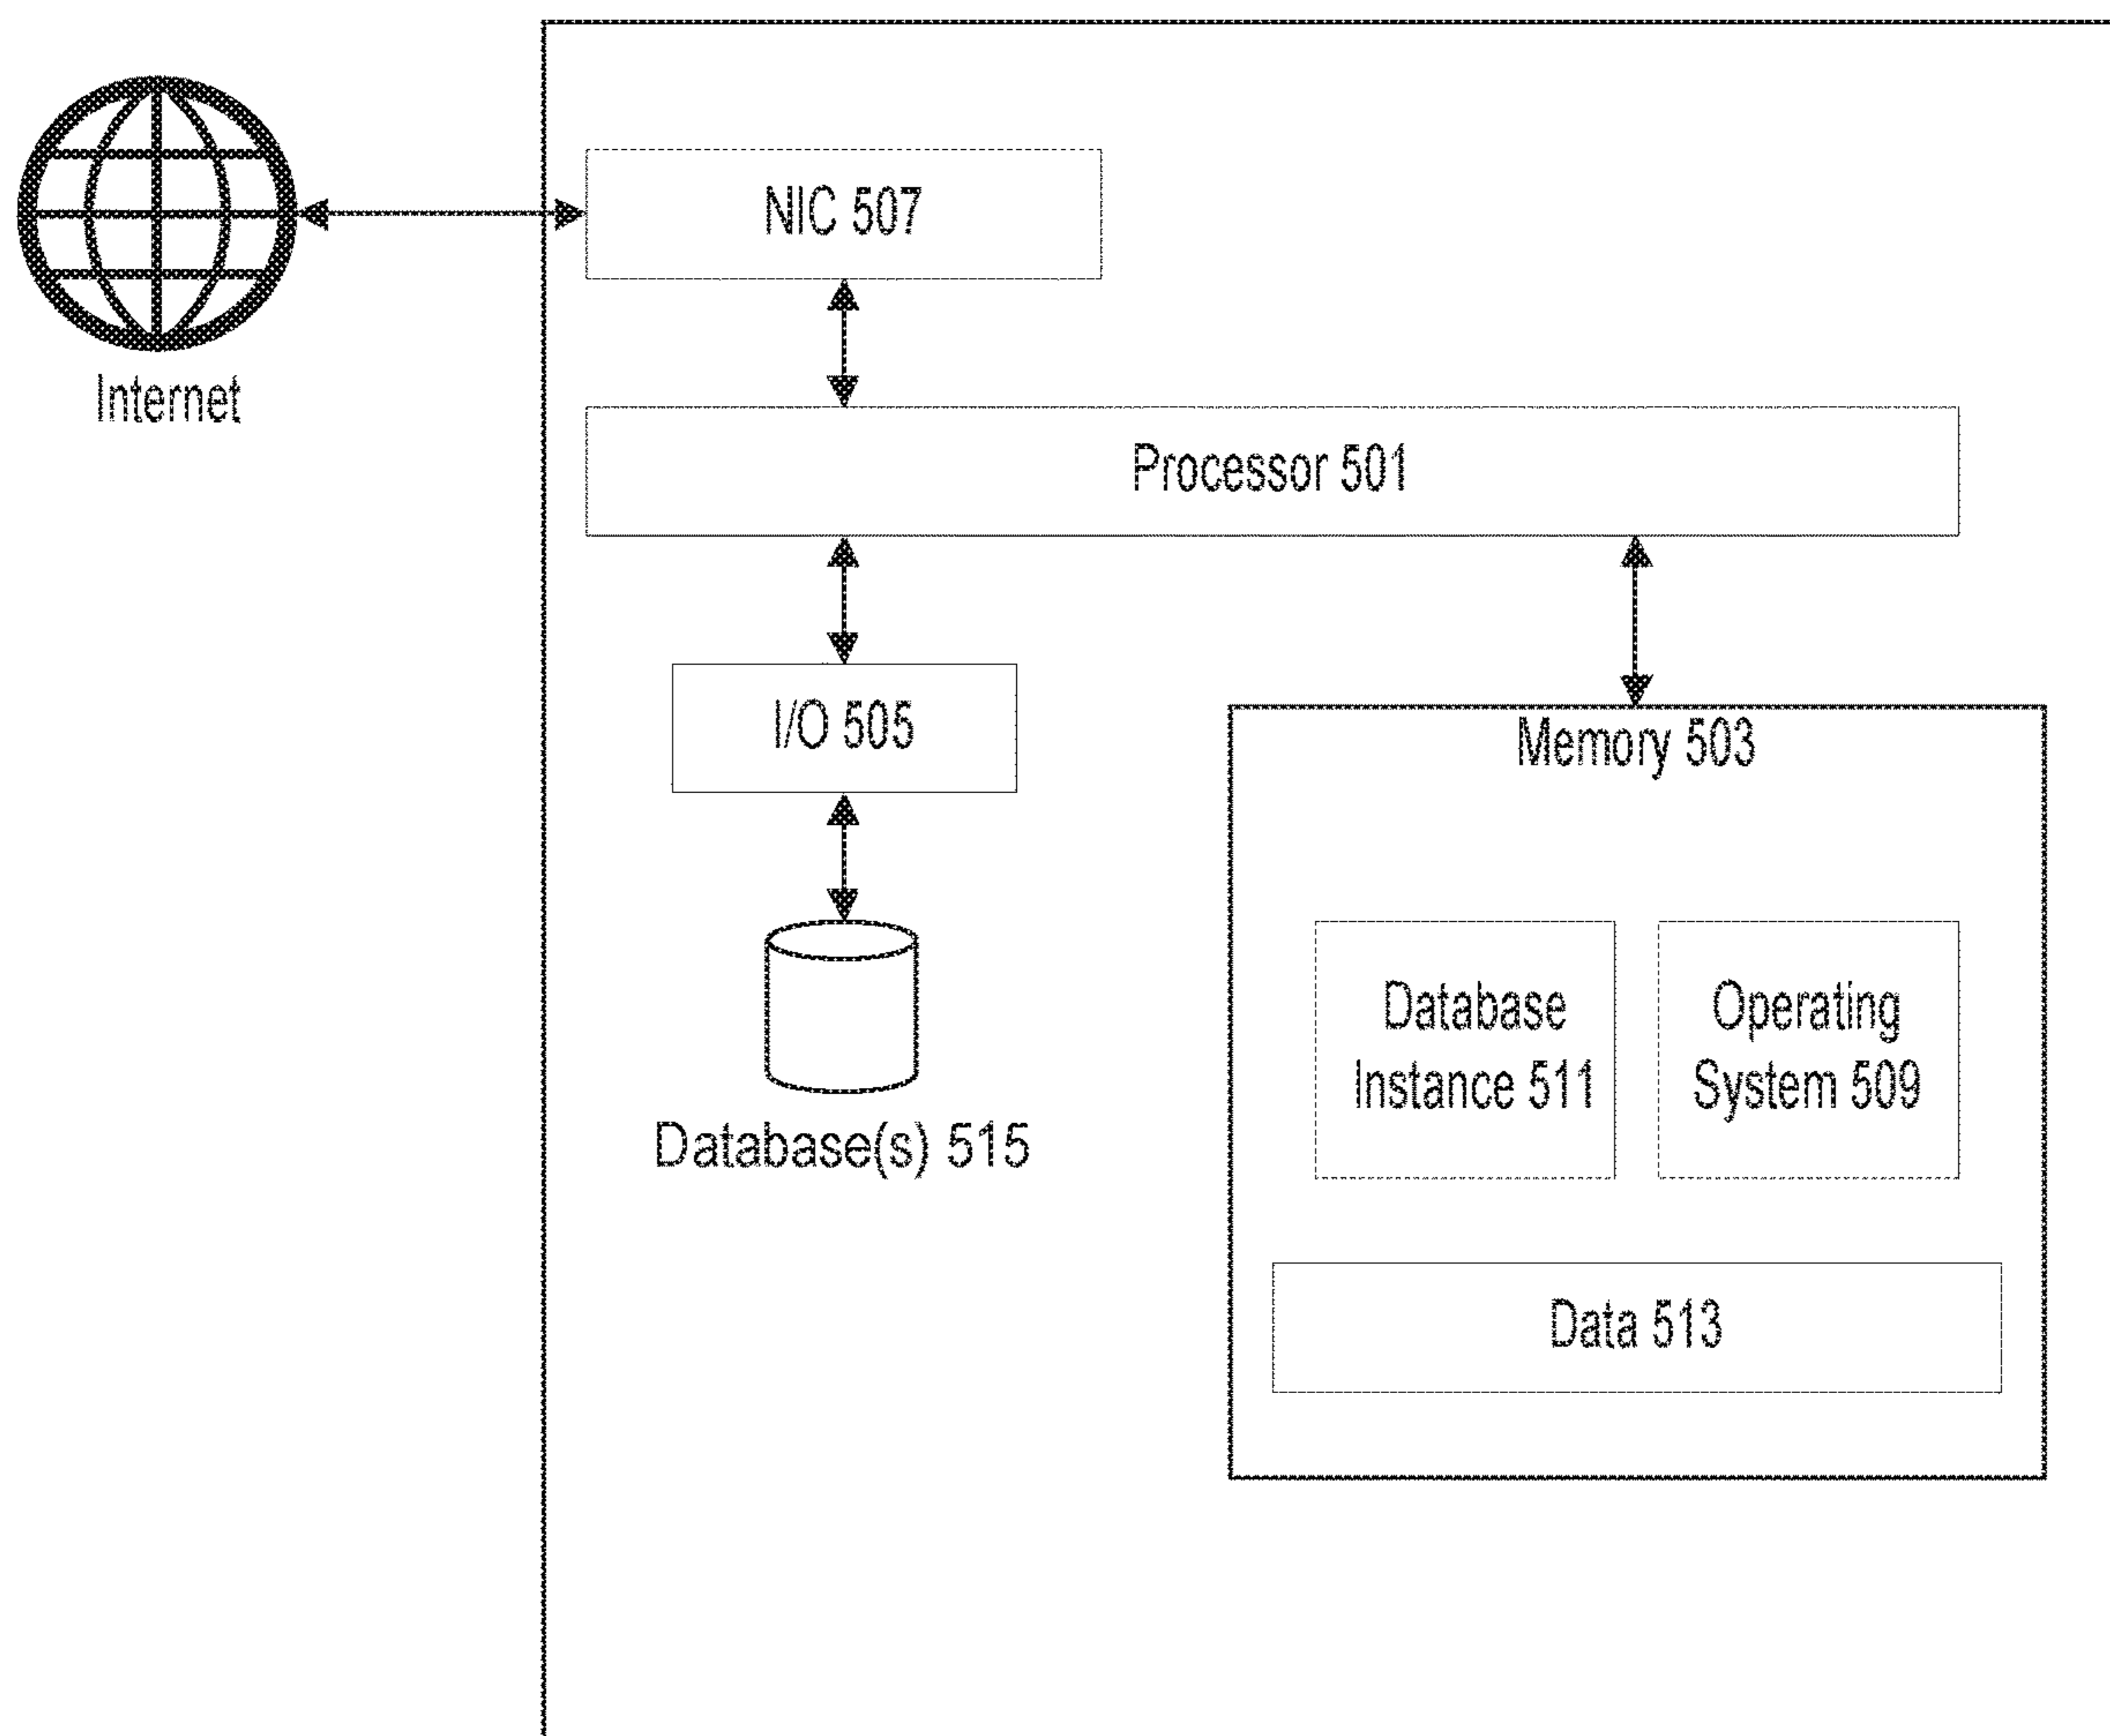 NIC 507
Internet
Processor 501
I/O 505
Memory 503
Database
Instance 511
Operating
System 509
Database(s) 515
Data 513